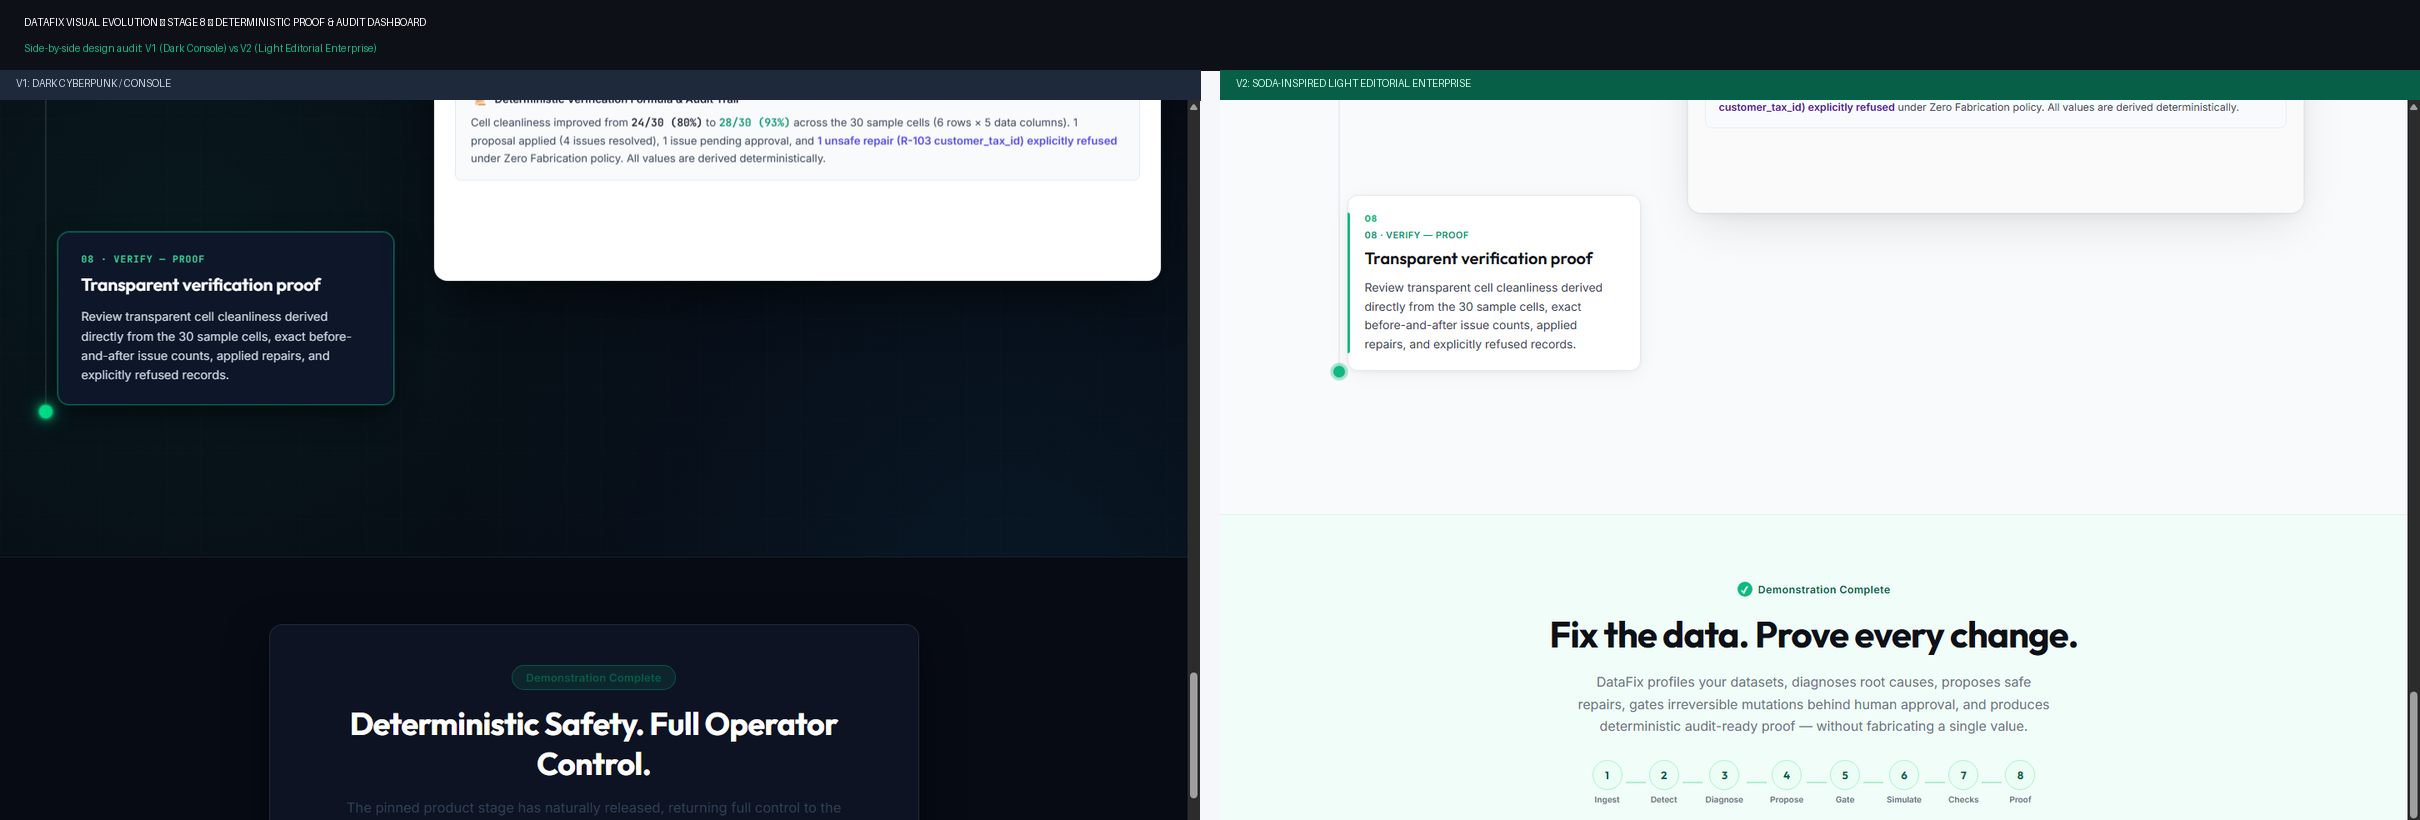 DATAFIX VISUAL EVOLUTION ▯ STAGE 8 ▯ DETERMINISTIC PROOF & AUDIT DASHBOARD
Side-by-side design audit: V1 (Dark Console) vs V2 (Light Editorial Enterprise)
V1: DARK CYBERPUNK / CONSOLE
Deterministic Verification Formula & Audit Trail
Cell cleanliness improved from 24/30 (80%) to 28/30 (93%) across the 30 sample cells (6 rows × 5 data columns). 1
proposal applied (4 issues resolved), 1 issue pending approval, and 1 unsafe repair (R-103 customer_tax_id) explicitly refused
under Zero Fabrication policy. All values are derived deterministically.
08 · VERIFY — PROOF
Transparent verification proof
Review transparent cell cleanliness derived
directly from the 30 sample cells, exact before-
and-after issue counts, applied repairs, and
explicitly refused records.
Demonstration Complete
Deterministic Safety. Full Operator
Control.
The pinned product stage has naturally released, returning full control to the
V2: SODA-INSPIRED LIGHT EDITORIAL ENTERPRISE
customer_tax_id) explicitly refused under Zero Fabrication policy. All values are derived deterministically.
08
08 · VERIFY — PROOF
Transparent verification proof
Review transparent cell cleanliness derived
directly from the 30 sample cells, exact
before-and-after issue counts, applied
repairs, and explicitly refused records.
Demonstration Complete
Fix the data. Prove every change.
DataFix profiles your datasets, diagnoses root causes, proposes safe
repairs, gates irreversible mutations behind human approval, and produces
deterministic audit-ready proof — without fabricating a single value.
1 2 3 4 5 6 7 8
Ingest Detect Diagnose Propose Gate Simulate Checks Proof